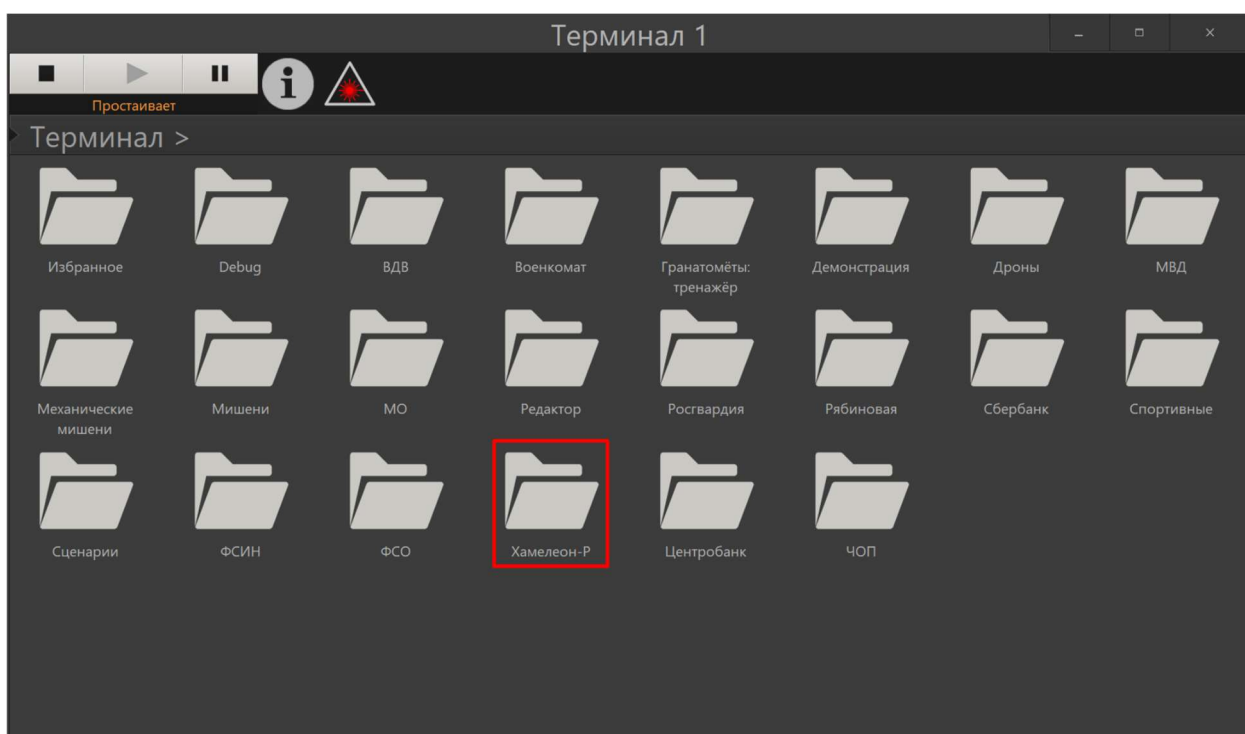 Терминал 1
Простаивает
Терминал >
Избранное
Debug
ВДВ
Военкомат
Гранатомёты:
тренажёр
Демонстрация
Дроны
МВД
Механические
мишени
Мишени
МО
Редактор
Росгвардия
Рябиновая
Сбербанк
Спортивные
Сценарии
ФСИН
ФСО
Хамелеон-Р
Центробанк
ЧОП